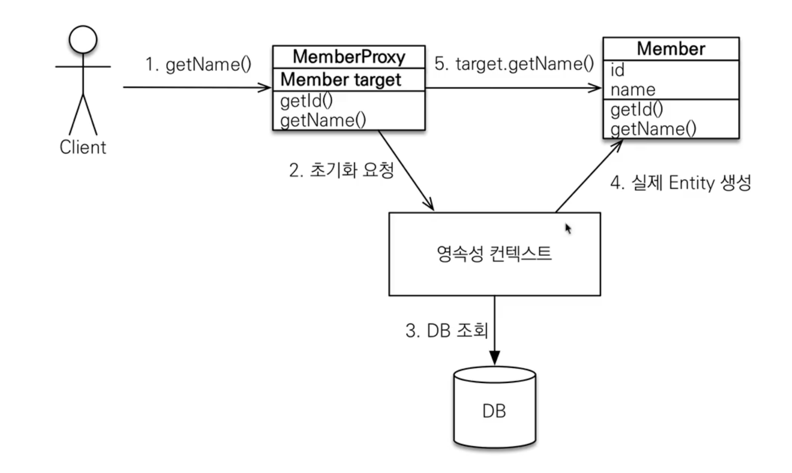 1. getName()
MemberProxy
Member target
getId()
getName()
5. target.getName()
Member
id
name
getId()
getName()
Client
2. 초기화 요청
4. 실제 Entity 생성
영속성 컨텍스트
3. DB 조회
DB